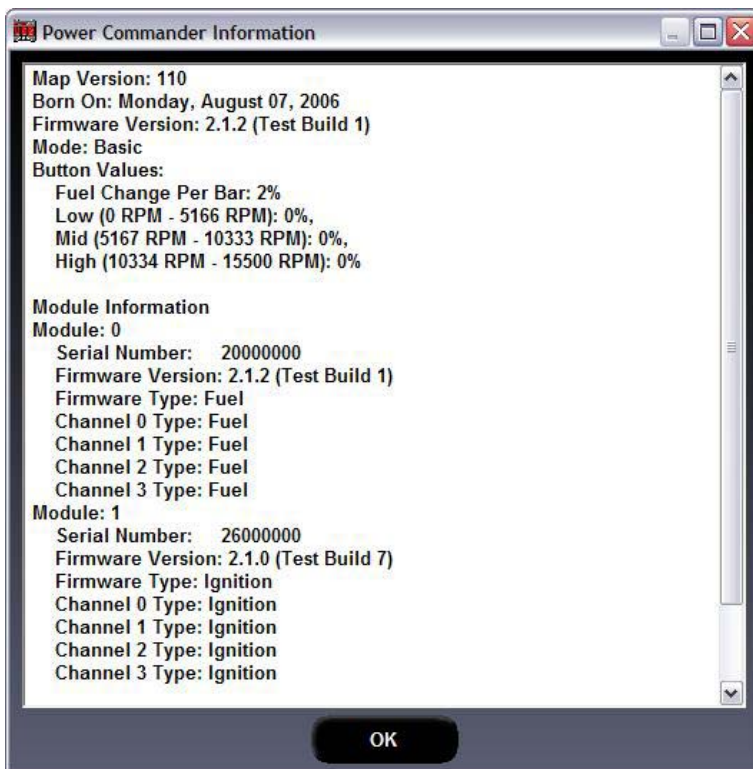 Power Commander Information
Map Version: 110
Born On: Monday, August 07, 2006
Firmware Version: 2.1.2 (Test Build 1)
Mode: Basic
Button Values:
Fuel Change Per Bar: 2%
Low (0 RPM - 5166 RPM): 0%,
Mid (5167 RPM - 10333 RPM): 0%,
High (10334 RPM - 15500 RPM): 0%
Module Information
Module: 0
Serial Number: 20000000
Firmware Version: 2.1.2 (Test Build 1)
Firmware Type: Fuel
Channel 0 Type: Fuel
Channel 1 Type: Fuel
Channel 2 Type: Fuel
Channel 3 Type: Fuel
Module: 1
Serial Number: 26000000
Firmware Version: 2.1.0 (Test Build 7)
Firmware Type: Ignition
Channel 0 Type: Ignition
Channel 1 Type: Ignition
Channel 2 Type: Ignition
Channel 3 Type: Ignition
OK